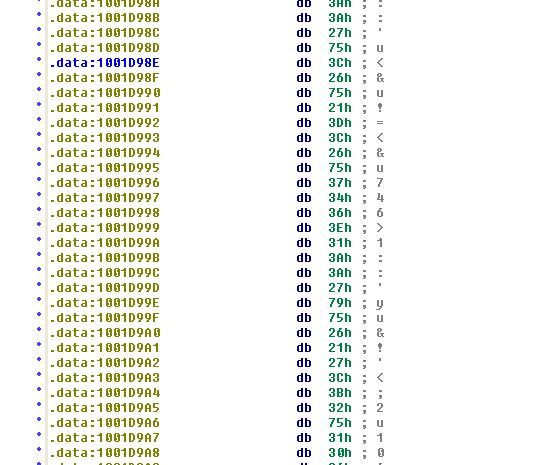 .data:1001D98A db 3Ah ; :
.data:1001D98B db 3Ah ; :
.data:1001D98C db 27h ; '
.data:1001D98D db 75h ; u
.data:1001D98E db 3Ch ; <
.data:1001D98F db 26h ; &
.data:1001D990 db 75h ; u
.data:1001D991 db 21h ; !
.data:1001D992 db 3Dh ; =
.data:1001D993 db 3Ch ; <
.data:1001D994 db 26h ; &
.data:1001D995 db 75h ; u
.data:1001D996 db 37h ; 7
.data:1001D997 db 34h ; 4
.data:1001D998 db 36h ; 6
.data:1001D999 db 3Eh ; >
.data:1001D99A db 31h ; 1
.data:1001D99B db 3Ah ; :
.data:1001D99C db 3Ah ; :
.data:1001D99D db 27h ; '
.data:1001D99E db 79h ; y
.data:1001D99F db 75h ; u
.data:1001D9A0 db 26h ; &
.data:1001D9A1 db 21h ; !
.data:1001D9A2 db 27h ; '
.data:1001D9A3 db 3Ch ; <
.data:1001D9A4 db 3Bh ; ;
.data:1001D9A5 db 32h ; 2
.data:1001D9A6 db 75h ; u
.data:1001D9A7 db 31h ; 1
.data:1001D9A8 db 30h ; 0